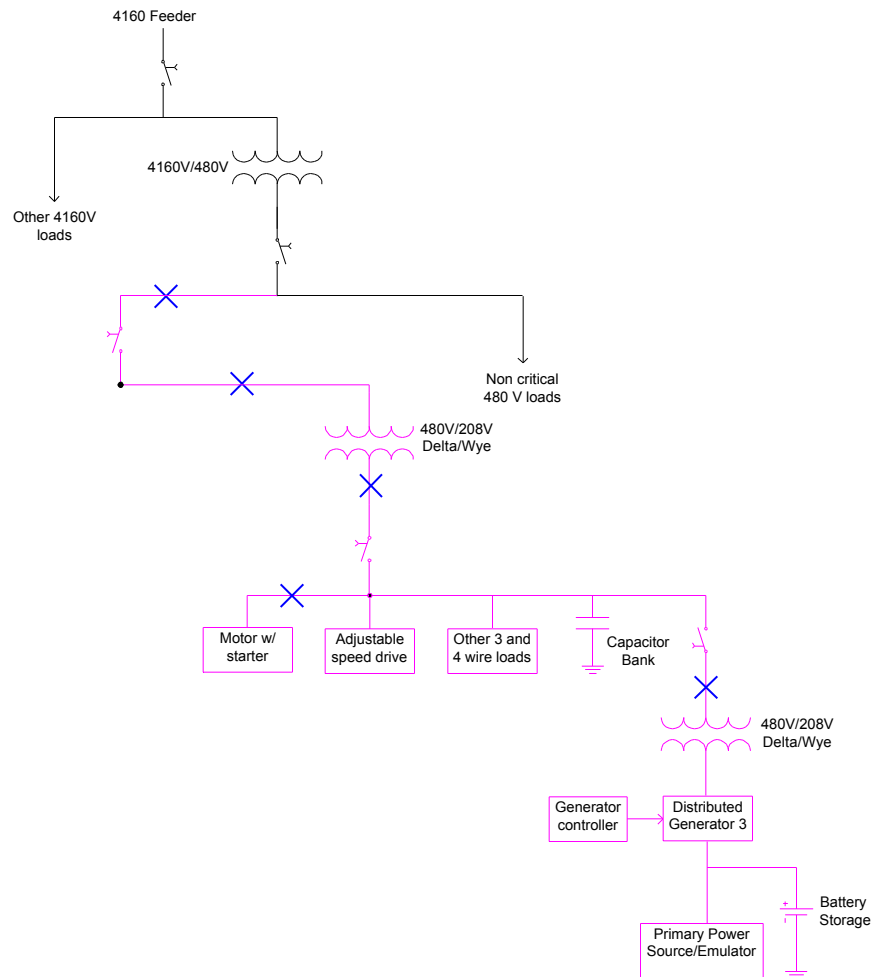 4160 Feeder
4160V/480V
Other 4160V
loads
Non critical
480 V loads
480V/208V
Delta/Wye
Motor w/
starter
Adjustable
speed drive
Other 3 and
4 wire loads
Capacitor
Bank
480V/208V
Delta/Wye
Generator
controller
Distributed
Generator 3
Battery
Storage
Primary Power
Source/Emulator